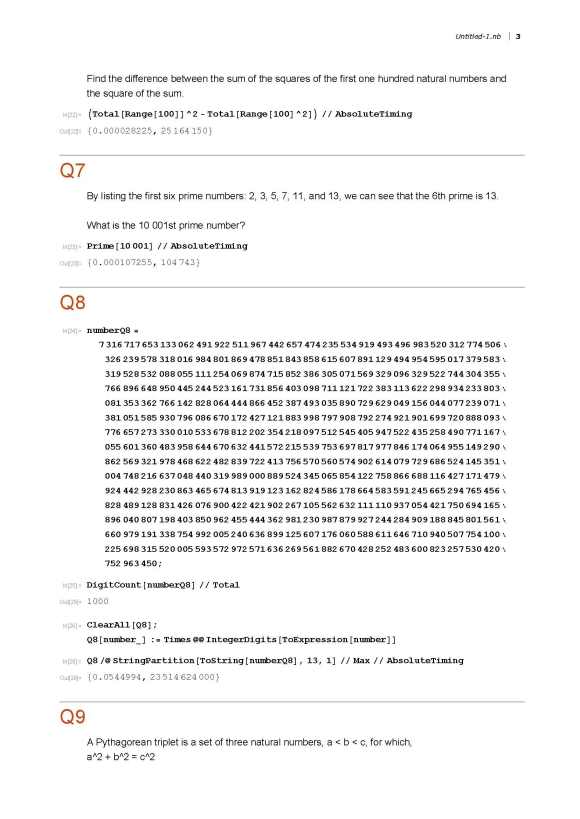 Untitled-1.nb | 3
Find the difference between the sum of the squares of the first one hundred natural numbers and
the square of the sum.
In[22]:= (Total[Range[100]]^2 - Total[Range[100]^2]) // AbsoluteTiming
Out[22]= {0.000028225, 25 164 150}
Q7
By listing the first six prime numbers: 2, 3, 5, 7, 11, and 13, we can see that the 6th prime is 13.
What is the 10 001st prime number?
In[23]:= Prime[10 001] // AbsoluteTiming
Out[23]= {0.000107255, 104 743}
Q8
In[24]:= numberQ8 =
7 316 717 653 133 062 491 922 511 967 442 657 474 235 534 919 493 496 983 520 312 774 506 \
326 239 578 318 016 984 801 869 478 851 843 858 615 607 891 129 494 954 595 017 379 583 \
319 528 532 088 055 111 254 069 874 715 852 386 305 071 569 329 096 329 522 744 304 355 \
766 896 648 950 445 244 523 161 731 856 403 098 711 121 722 383 113 622 298 934 233 803 \
081 353 362 766 142 828 064 444 866 452 387 493 035 890 729 629 049 156 044 077 239 071 \
381 051 585 930 796 086 670 172 427 121 883 998 797 908 792 274 921 901 699 720 888 093 \
776 657 273 330 010 533 678 812 202 354 218 097 512 545 405 947 522 435 258 490 771 167 \
055 601 360 483 958 644 670 632 441 572 215 539 753 697 817 977 846 174 064 955 149 290 \
862 569 321 978 468 622 482 839 722 413 756 570 560 574 902 614 079 729 686 524 145 351 \
004 748 216 637 048 440 319 989 000 889 524 345 065 854 122 758 866 688 116 427 171 479 \
924 442 928 230 863 465 674 813 919 123 162 824 586 178 664 583 591 245 665 294 765 456 \
828 489 128 831 426 076 900 422 421 902 267 105 562 632 111 110 937 054 421 750 694 165 \
896 040 807 198 403 850 962 455 444 362 981 230 987 879 927 244 284 909 188 845 801 561 \
660 979 191 338 754 992 005 240 636 899 125 607 176 060 588 611 646 710 940 507 754 100 \
225 698 315 520 005 593 572 972 571 636 269 561 882 670 428 252 483 600 823 257 530 420 \
752 963 450;
In[25]:= DigitCount[numberQ8] // Total
Out[25]= 1000
In[26]:= ClearAll[Q8];
Q8[number_] := Times @@ IntegerDigits[ToExpression[number]]
In[28]:= Q8 /@ StringPartition[ToString[numberQ8], 13, 1] // Max // AbsoluteTiming
Out[28]= {0.0544994, 23 514 624 000}
Q9
A Pythagorean triplet is a set of three natural numbers, a < b < c, for which,
a^2 + b^2 = c^2